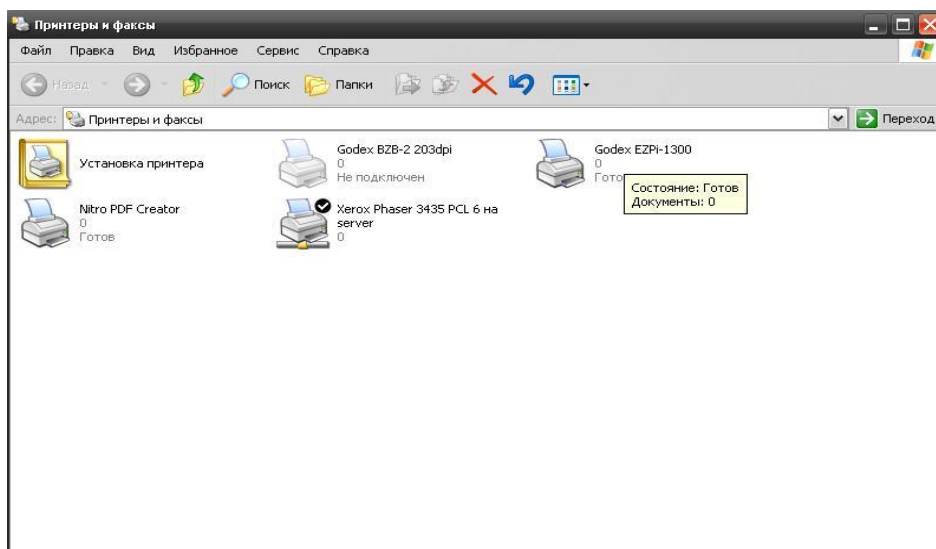 Принтеры и факсы
Файл Правка Вид Избранное Сервис Справка
Назад Поиск Папки
Адрес: Принтеры и факсы Переход
Установка принтера
Godex BZB-2 203dpi
0
Не подключен
Godex EZPi-1300
0
Гото
Состояние: Готов
Документы: 0
Nitro PDF Creator
0
Готов
Xerox Phaser 3435 PCL 6 на
server
0